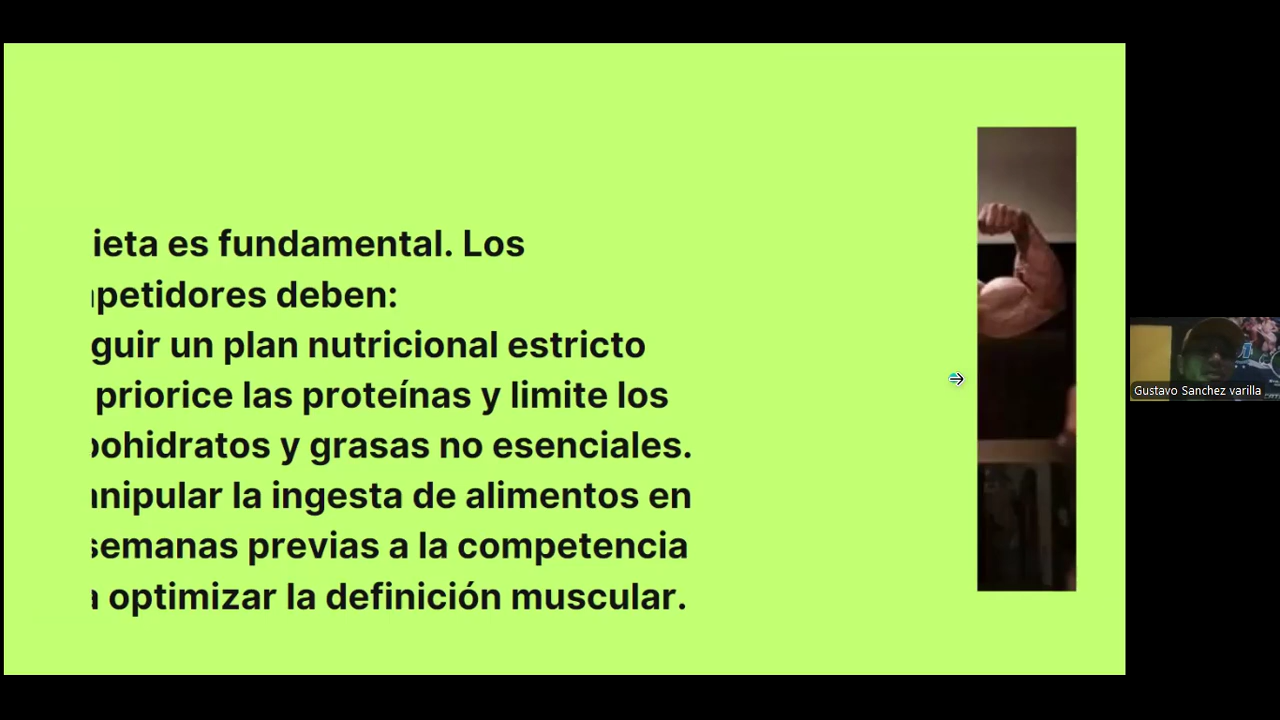 ieta es fundamental. Los
petidores deben:
guir un plan nutricional estricto
priorice las proteínas y limite los
ohidratos y grasas no esenciales.
nipular la ingesta de alimentos en
semanas previas a la competencia
a optimizar la definición muscular.
Gustavo Sanchez varilla